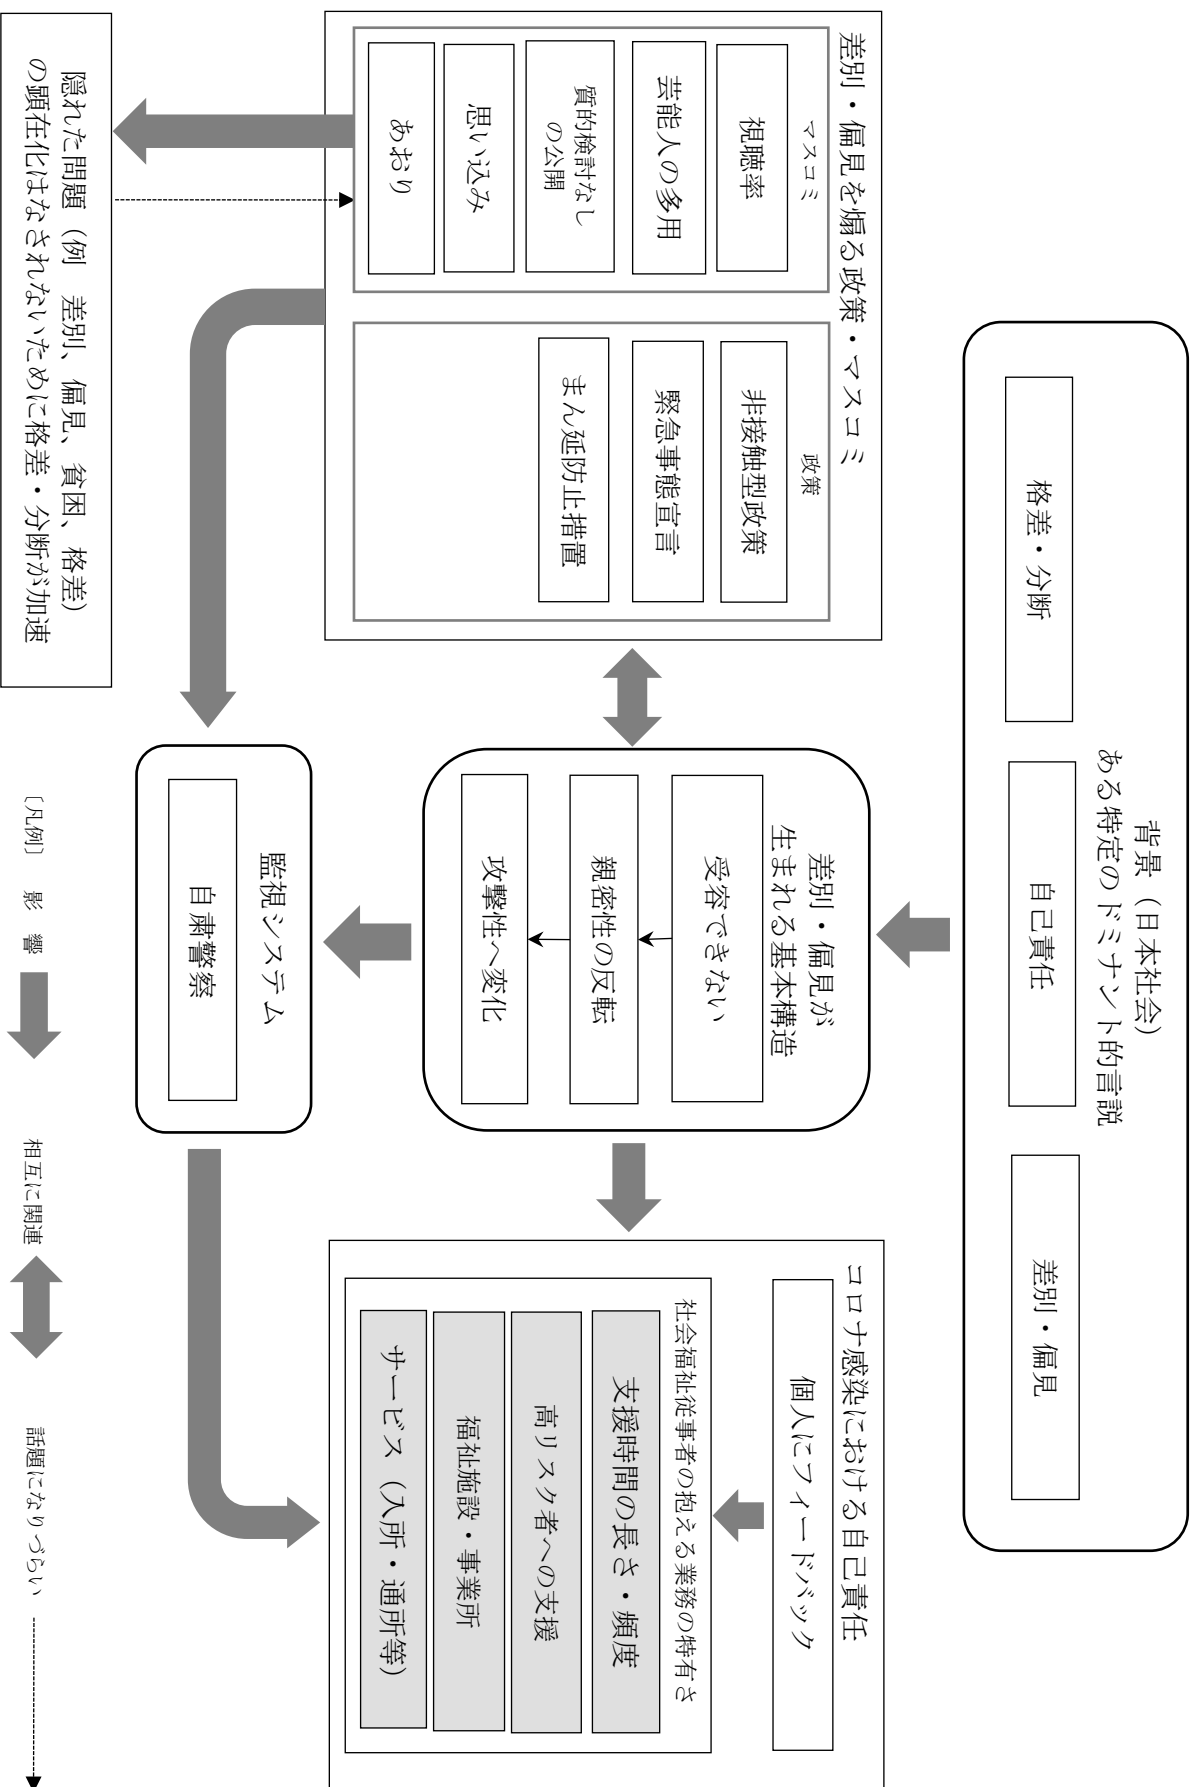 背景（日本社会）
ある特定のドミナント的言説
格差・分断
自己責任
差別・偏見
差別・偏見を煽る政策・マスコミ
マスコミ
視聴率
芸能人の多用
質的検討なし
の公開
思い込み
あおり
政策
非接触型政策
緊急事態宣言
まん延防止措置
差別・偏見が
生まれる基本構造
受容できない
親密性の反転
攻撃性へ変化
コロナ感染における自己責任
個人にフィードバック
社会福祉従事者の抱える業務の特有さ
支援時間の長さ・頻度
高リスク者への支援
福祉施設・事業所
サービス（入所・通所等）
監視システム
自粛警察
隠れた問題（例　差別、偏見、貧困、格差）
の顕在化はなされないために格差・分断が加速
［凡例］　影　響
相互に関連
話題になりづらい